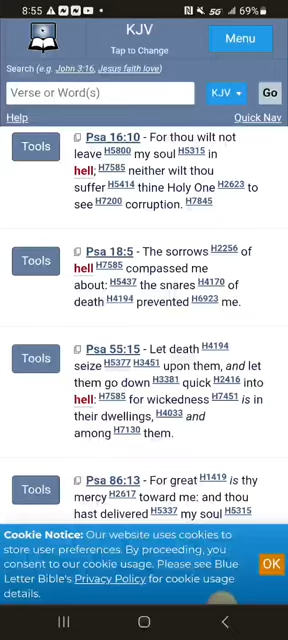 8:55 5G 69%
KJV
Tap to Change
Menu
Search (e.g. John 3:16, Jesus faith love)
Verse or Word(s)
KJV
Go
Help
Quick Nav
Tools
Psa 16:10 - For thou wilt not
leave H5800 my soul H5315 in
hell; H7585 neither wilt thou
suffer H5414 thine Holy One H2623 to
see H7200 corruption. H7845
Tools
Psa 18:5 - The sorrows H2256 of
hell H7585 compassed me
about: H5437 the snares H4170 of
death H4194 prevented H6923 me.
Tools
Psa 55:15 - Let death H4194
seize H5377 H3451 upon them, and let
them go down H3381 quick H2416 into
hell: H7585 for wickedness H7451 is in
their dwellings, H4033 and
among H7130 them.
Tools
Psa 86:13 - For great H1419 is thy
mercy H2617 toward me: and thou
hast delivered H5337 my soul H5315
Cookie Notice: Our website uses cookies to
store user preferences. By proceeding, you
consent to our cookie usage. Please see Blue
Letter Bible's Privacy Policy for cookie usage
details.
OK